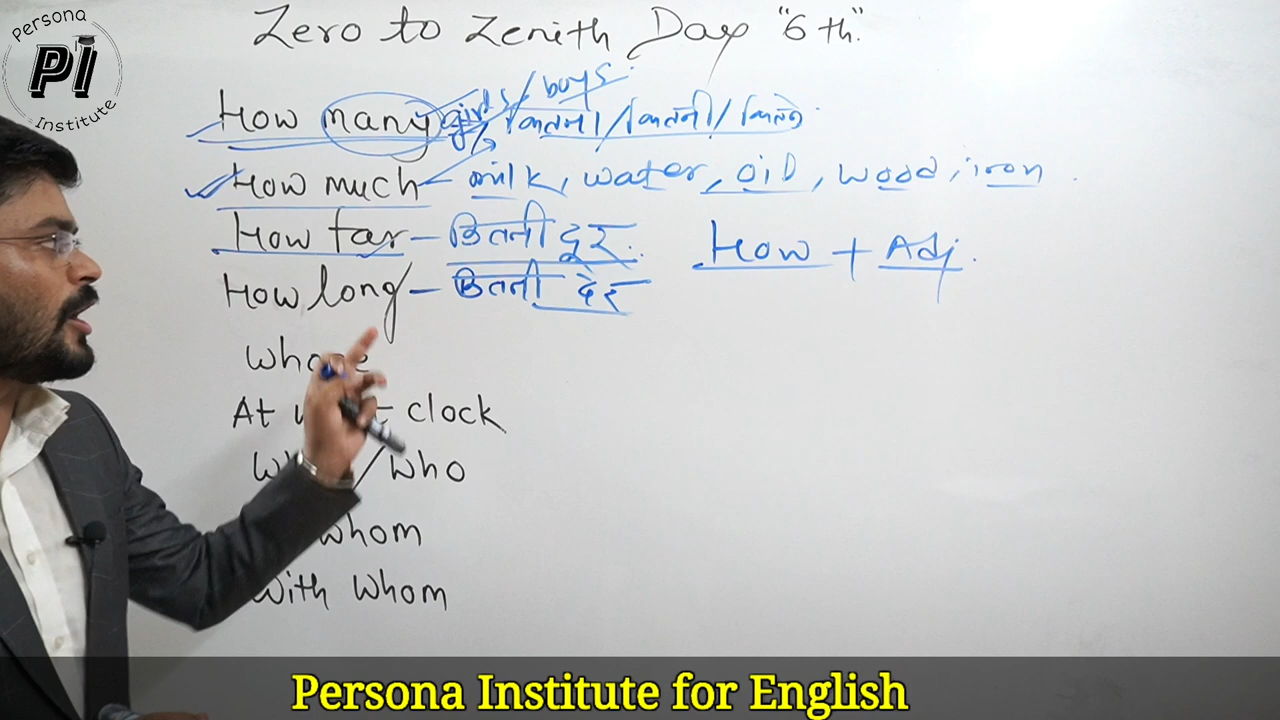 Persona
PI
Institute
Zero to Zenith Day "6th"
girls / boys
How many कितना / कितनी / कितने
How much - milk, water, oil, wood, iron
How far - कितनी दूर.
How + Adj.
How long - कितनी देर
At clock
/ Who
whom
With Whom
Persona Institute for English